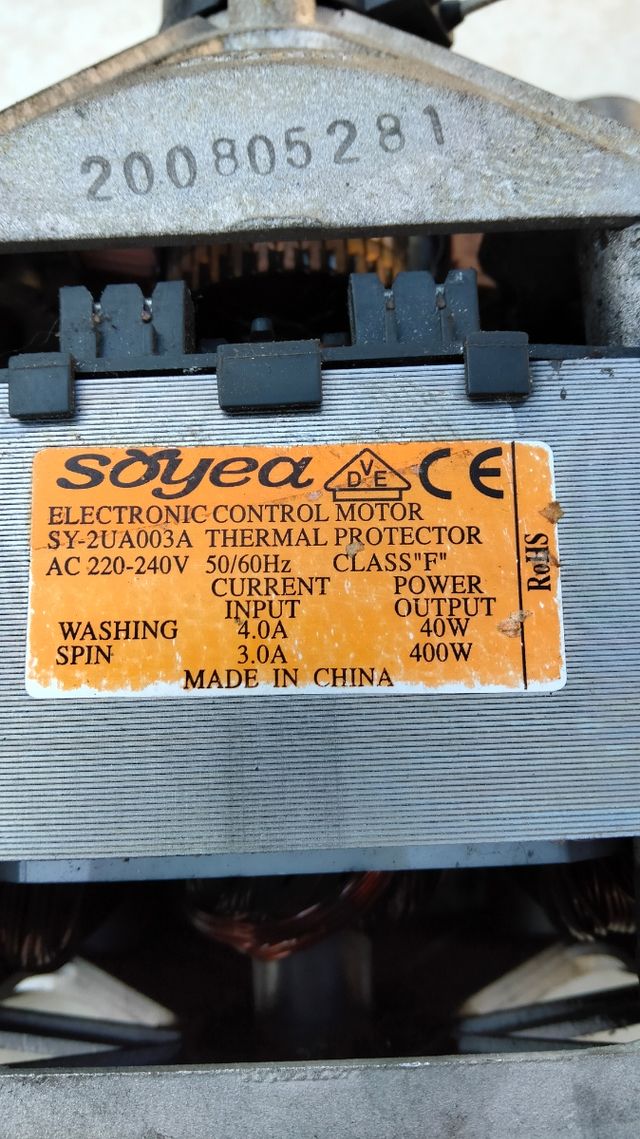 200805281
soyea DVE CE
ELECTRONIC CONTROL MOTOR
SY-2UA003A THERMAL PROTECTOR
AC 220-240V 50/60Hz CLASS"F"
CURRENT POWER
INPUT OUTPUT
WASHING 4.0A 40W
SPIN 3.0A 400W
MADE IN CHINA
RoHS